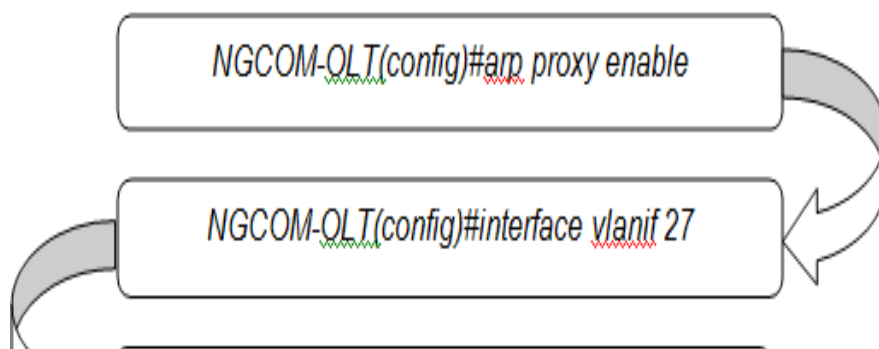 NGCOM-OLT(config)#arp proxy enable
NGCOM-OLT(config)#interface vlanif 27